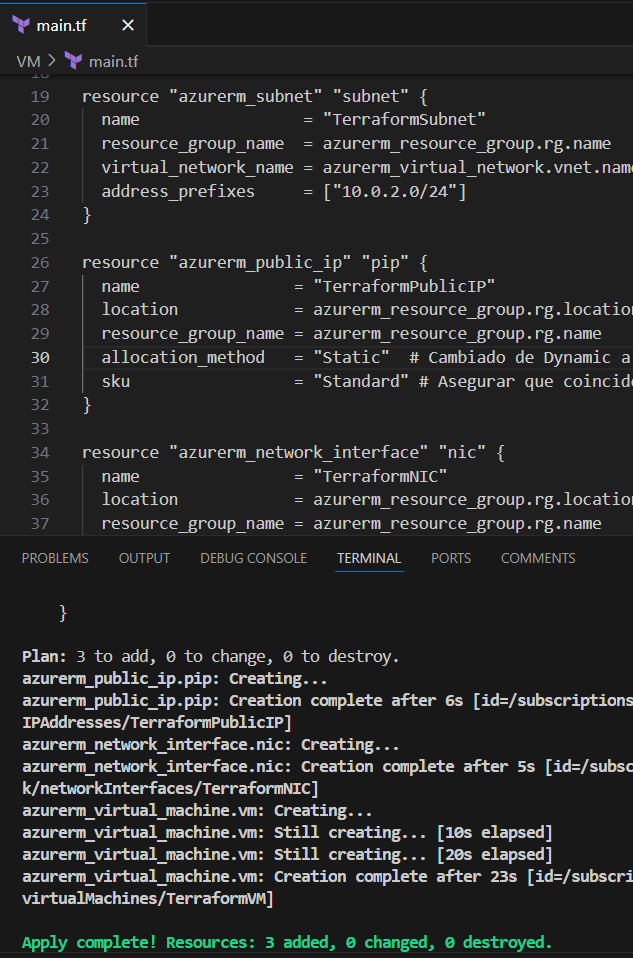 main.tf ×
VM > main.tf
18
19 resource "azurerm_subnet" "subnet" {
20 name = "TerraformSubnet"
21 resource_group_name = azurerm_resource_group.rg.name
22 virtual_network_name = azurerm_virtual_network.vnet.name
23 address_prefixes = ["10.0.2.0/24"]
24 }
25
26 resource "azurerm_public_ip" "pip" {
27 name = "TerraformPublicIP"
28 location = azurerm_resource_group.rg.location
29 resource_group_name = azurerm_resource_group.rg.name
30 allocation_method = "Static" # Cambiado de Dynamic a
31 sku = "Standard" # Asegurar que coincide
32 }
33
34 resource "azurerm_network_interface" "nic" {
35 name = "TerraformNIC"
36 location = azurerm_resource_group.rg.location
37 resource_group_name = azurerm_resource_group.rg.name
PROBLEMS OUTPUT DEBUG CONSOLE TERMINAL PORTS COMMENTS
}
Plan: 3 to add, 0 to change, 0 to destroy.
azurerm_public_ip.pip: Creating...
azurerm_public_ip.pip: Creation complete after 6s [id=/subscriptions
IPAddresses/TerraformPublicIP]
azurerm_network_interface.nic: Creating...
azurerm_network_interface.nic: Creation complete after 5s [id=/subsc
k/networkInterfaces/TerraformNIC]
azurerm_virtual_machine.vm: Creating...
azurerm_virtual_machine.vm: Still creating... [10s elapsed]
azurerm_virtual_machine.vm: Still creating... [20s elapsed]
azurerm_virtual_machine.vm: Creation complete after 23s [id=/subscri
virtualMachines/TerraformVM]
Apply complete! Resources: 3 added, 0 changed, 0 destroyed.